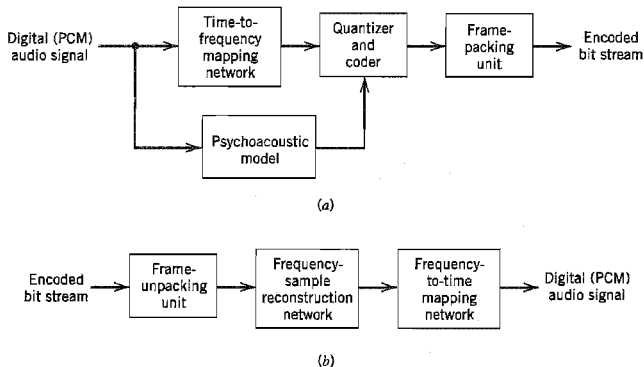 Digital (PCM)
audio signal
Time-to-
frequency
mapping
network
Quantizer
and
coder
Frame-
packing
unit
Encoded
bit stream
Psychoacoustic
model
(a)
Encoded
bit stream
Frame-
unpacking
unit
Frequency-
sample
reconstruction
network
Frequency-
to-time
mapping
network
Digital (PCM)
audio signal
(b)